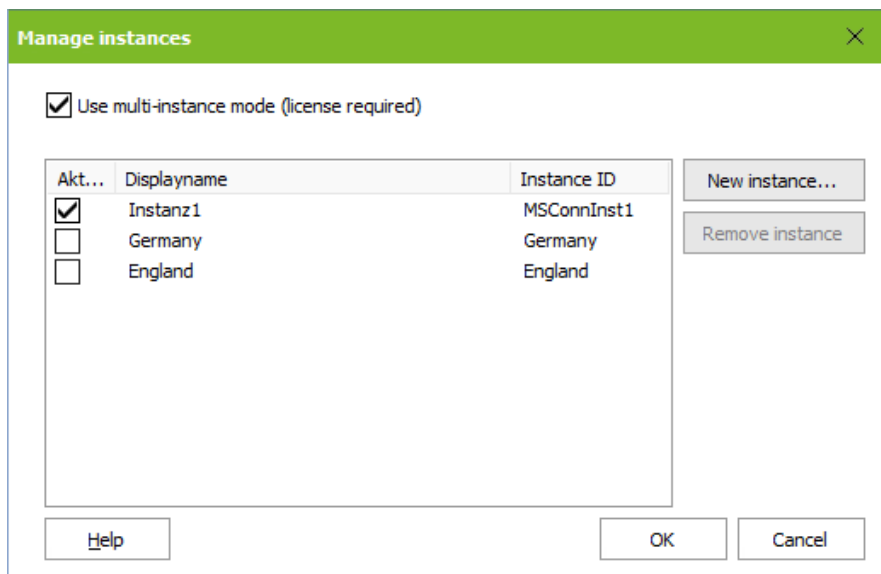 Manage instances
Use multi-instance mode (license required)
Akt... Displayname Instance ID
Instanz1 MSConnInst1
Germany Germany
England England
New instance...
Remove instance
Help OK Cancel